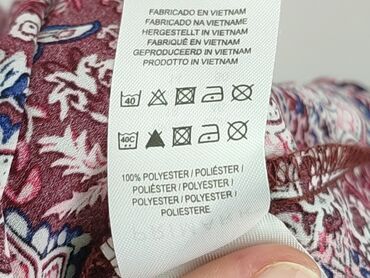 FABRICADO EN VIETNAM
FABRICADO NA VIETNAME
HERGESTELLT IN VIETNAM
FABRIQUÉ EN VIETNAM
GEPRODUCEERD IN VIETNAM
PRODOTTO IN VIETNAM
40
40C
100% POLYESTER / POLIÉSTER /
POLIÉSTER / POLYESTER /
POLYESTER / POLYESTER /
POLIESTERE